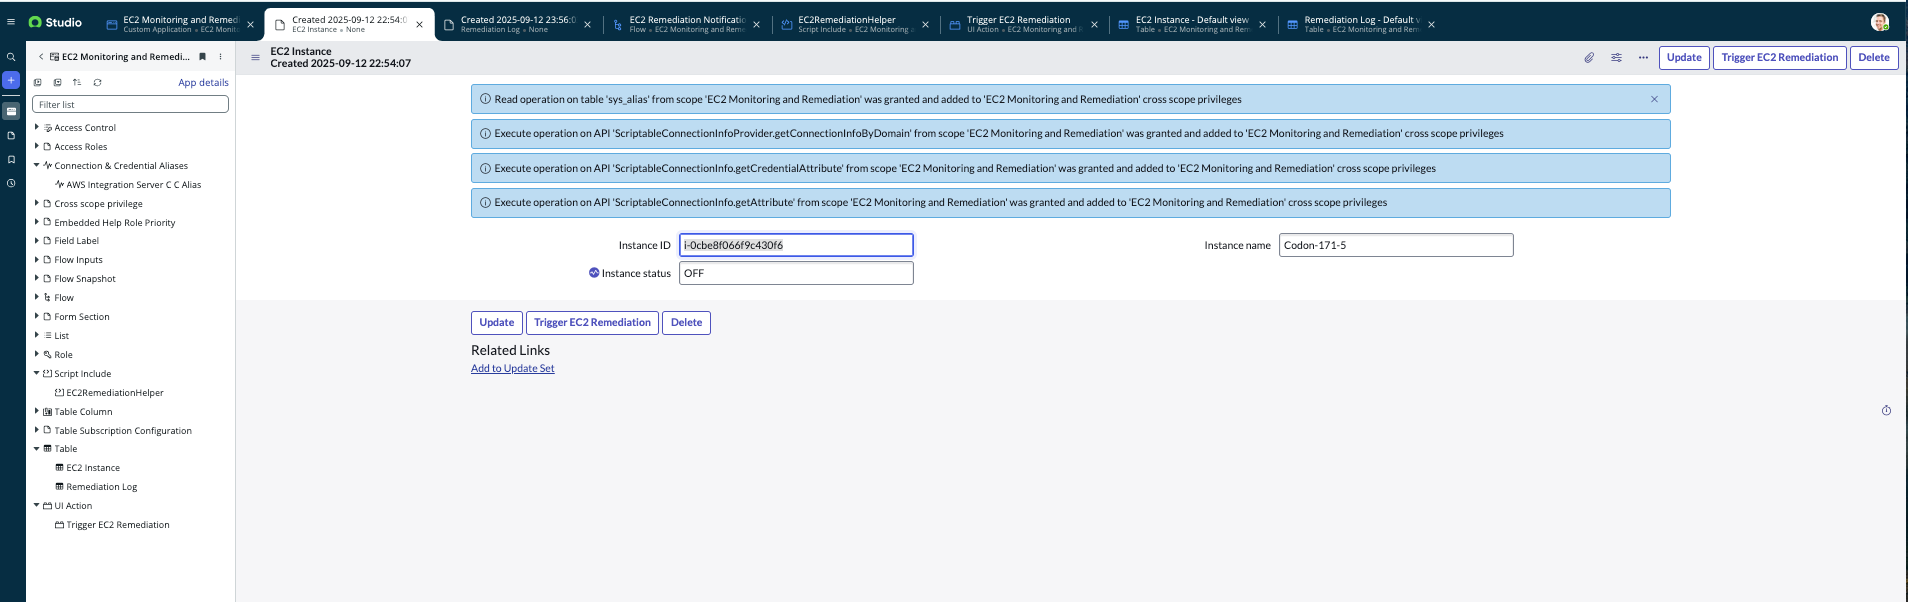 Studio
EC2 Monitoring and Remed
Custom Application • EC2 Monit
Created 2025-09-12 22:54:0
EC2 Instance • None
Created 2025-09-12 23:56:0
Remediation Log • None
EC2 Remediation Notificatio
Flow • EC2 Monitoring and Reme
EC2RemediationHelper
Script Include • EC2 Monitoring a
Trigger EC2 Remediation
UI Action • EC2 Monitoring and R
EC2 Instance - Default view
Table • EC2 Monitoring and Rem
Remediation Log - Default v
Table • EC2 Monitoring and Rem
EC2 Monitoring and Remedi...
App details
Filter list
Access Control
Access Roles
Connection & Credential Aliases
AWS Integration Server C C Alias
Cross scope privilege
Embedded Help Role Priority
Field Label
Flow Inputs
Flow Snapshot
Flow
Form Section
List
Role
Script Include
EC2RemediationHelper
Table Column
Table Subscription Configuration
Table
EC2 Instance
Remediation Log
UI Action
Trigger EC2 Remediation
EC2 Instance
Created 2025-09-12 22:54:07
Update
Trigger EC2 Remediation
Delete
Read operation on table 'sys_alias' from scope 'EC2 Monitoring and Remediation' was granted and added to 'EC2 Monitoring and Remediation' cross scope privileges
Execute operation on API 'ScriptableConnectionInfoProvider.getConnectionInfoByDomain' from scope 'EC2 Monitoring and Remediation' was granted and added to 'EC2 Monitoring and Remediation' cross scope privileges
Execute operation on API 'ScriptableConnectionInfo.getCredentialAttribute' from scope 'EC2 Monitoring and Remediation' was granted and added to 'EC2 Monitoring and Remediation' cross scope privileges
Execute operation on API 'ScriptableConnectionInfo.getAttribute' from scope 'EC2 Monitoring and Remediation' was granted and added to 'EC2 Monitoring and Remediation' cross scope privileges
Instance ID
i-0cbe8f066f9c430f6
Instance name
Codon-171-5
Instance status
OFF
Update
Trigger EC2 Remediation
Delete
Related Links
Add to Update Set